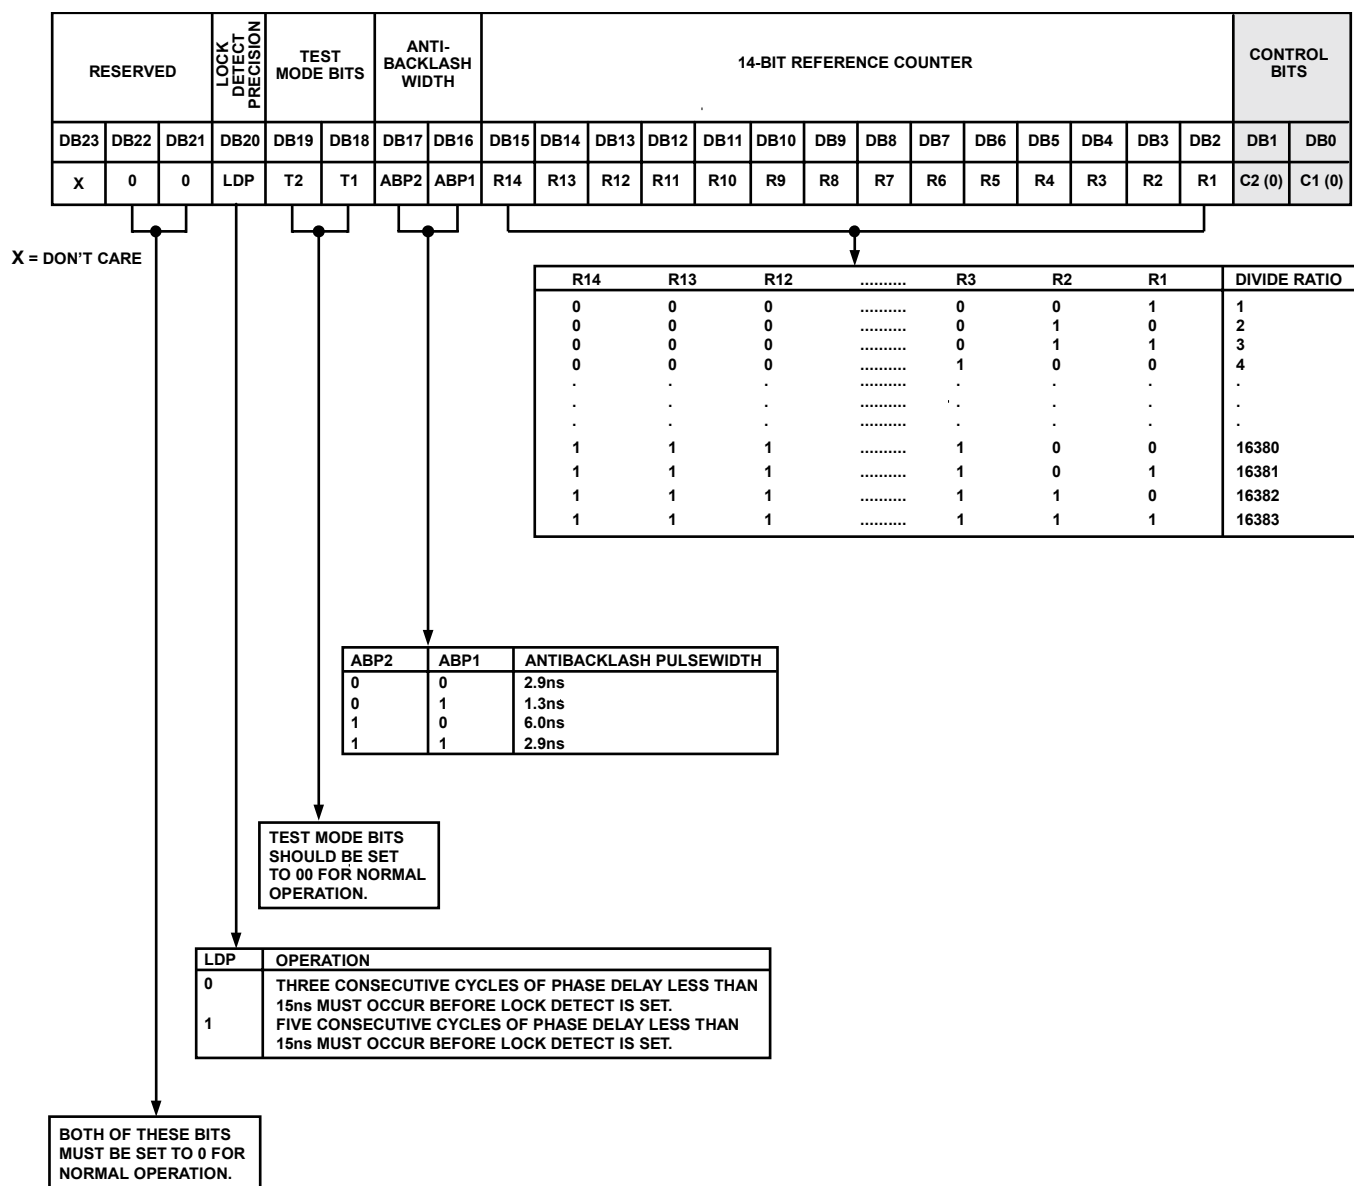 RESERVED
LOCK
DETECT
PRECISION
TEST
MODE BITS
ANTI-
BACKLASH
WIDTH
14-BIT REFERENCE COUNTER
CONTROL
BITS
DB23 DB22 DB21 DB20 DB19 DB18 DB17 DB16 DB15 DB14 DB13 DB12 DB11 DB10 DB9 DB8 DB7 DB6 DB5 DB4 DB3 DB2 DB1 DB0
X 0 0 LDP T2 T1 ABP2 ABP1 R14 R13 R12 R11 R10 R9 R8 R7 R6 R5 R4 R3 R2 R1 C2 (0) C1 (0)
X = DON'T CARE
R14 R13 R12 .......... R3 R2 R1 DIVIDE RATIO
0 0 0 .......... 0 0 1 1
0 0 0 .......... 0 1 0 2
0 0 0 .......... 0 1 1 3
0 0 0 .......... 1 0 0 4
. . . .......... . . . .
. . . .......... . . . .
. . . .......... . . . .
1 1 1 .......... 1 0 0 16380
1 1 1 .......... 1 0 1 16381
1 1 1 .......... 1 1 0 16382
1 1 1 .......... 1 1 1 16383
ABP2 ABP1 ANTIBACKLASH PULSEWIDTH
0 0 2.9ns
0 1 1.3ns
1 0 6.0ns
1 1 2.9ns
TEST MODE BITS
SHOULD BE SET
TO 00 FOR NORMAL
OPERATION.
LDP OPERATION
0 THREE CONSECUTIVE CYCLES OF PHASE DELAY LESS THAN
15ns MUST OCCUR BEFORE LOCK DETECT IS SET.
1 FIVE CONSECUTIVE CYCLES OF PHASE DELAY LESS THAN
15ns MUST OCCUR BEFORE LOCK DETECT IS SET.
BOTH OF THESE BITS
MUST BE SET TO 0 FOR
NORMAL OPERATION.